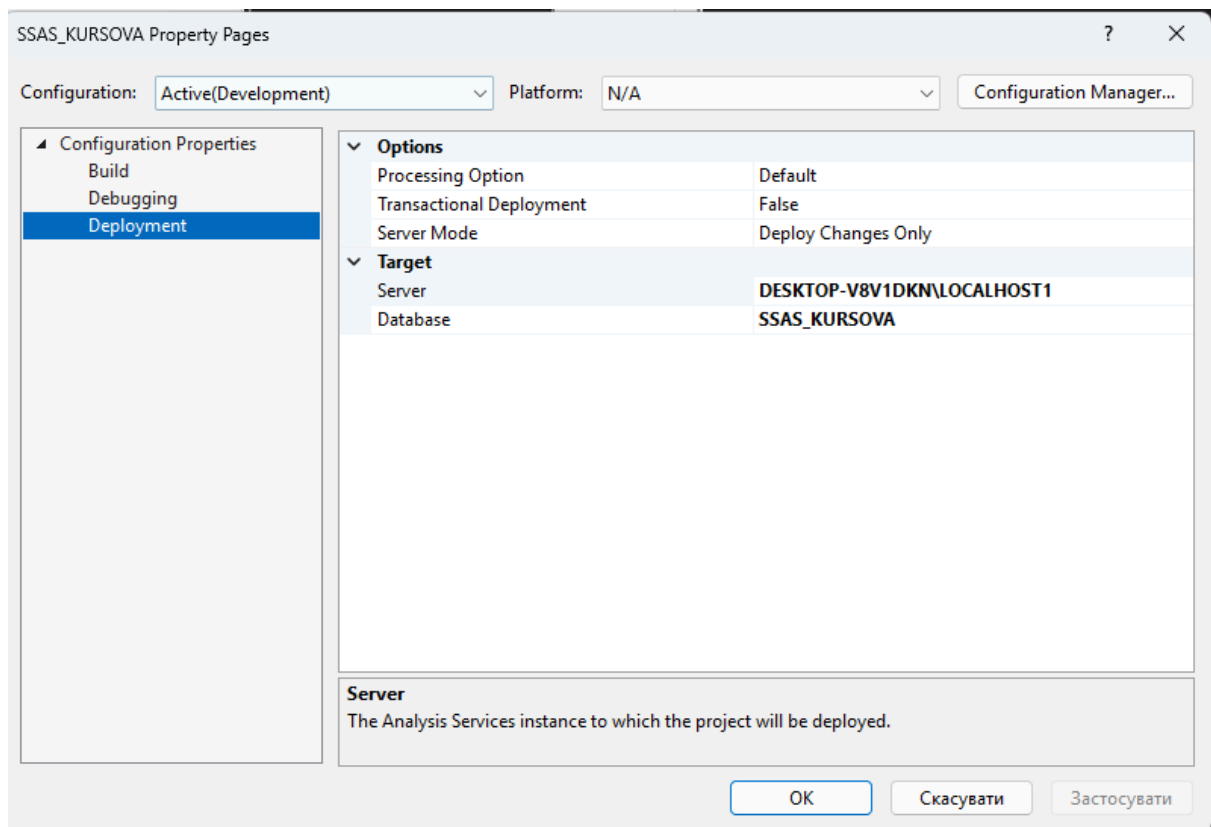 SSAS_KURSOVA Property Pages
Configuration: Active(Development) Platform: N/A Configuration Manager...
Configuration Properties
Build
Debugging
Deployment
Options
Processing Option Default
Transactional Deployment False
Server Mode Deploy Changes Only
Target
Server DESKTOP-V8V1DKN\LOCALHOST1
Database SSAS_KURSOVA
Server
The Analysis Services instance to which the project will be deployed.
ОК Скасувати Застосувати